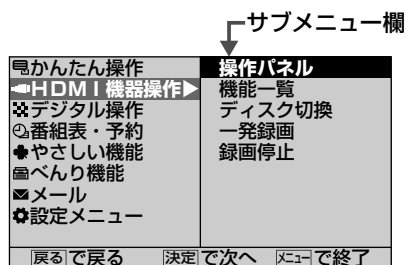 サブメニュー欄
かんたん操作
HDMI機器操作▶
デジタル操作
番組表・予約
やさしい機能
べんり機能
メール
設定メニュー
操作パネル
機能一覧
ディスク切換
一発録画
録画停止
戻るで戻る 決定で次へ メニューで終了